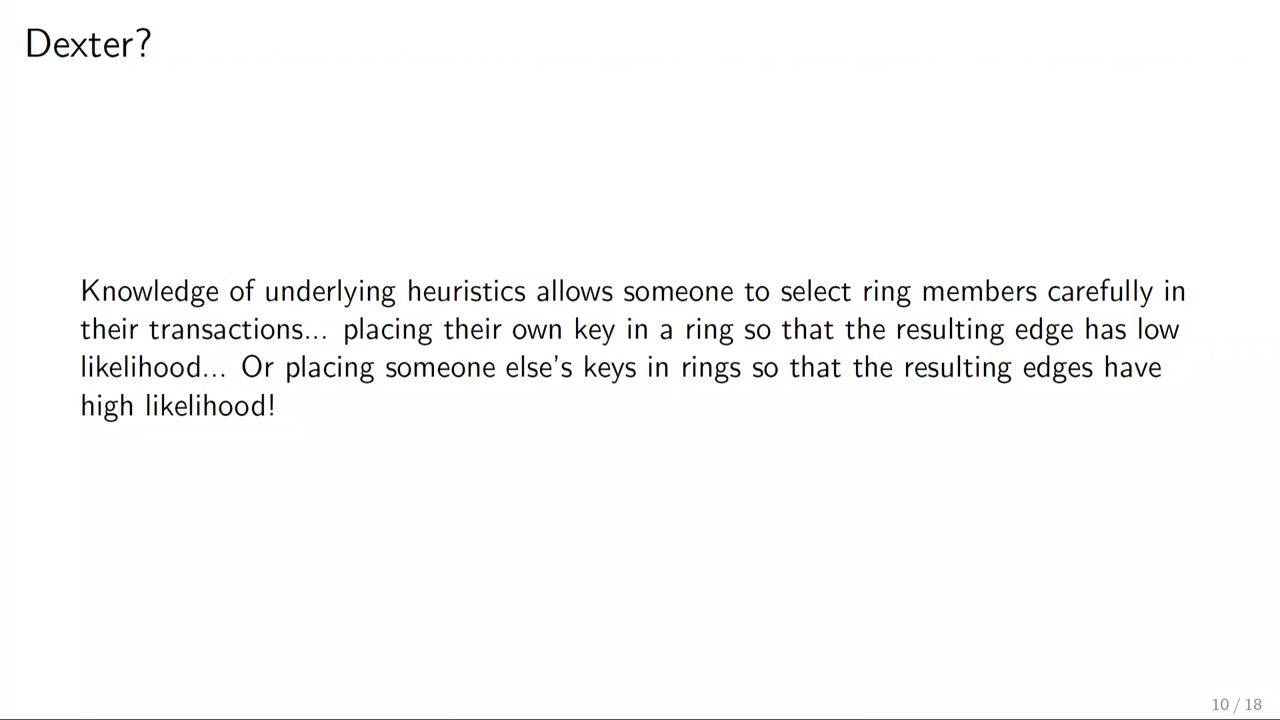 Dexter?
Knowledge of underlying heuristics allows someone to select ring members carefully in
their transactions... placing their own key in a ring so that the resulting edge has low
likelihood... Or placing someone else's keys in rings so that the resulting edges have
high likelihood!
10 / 18